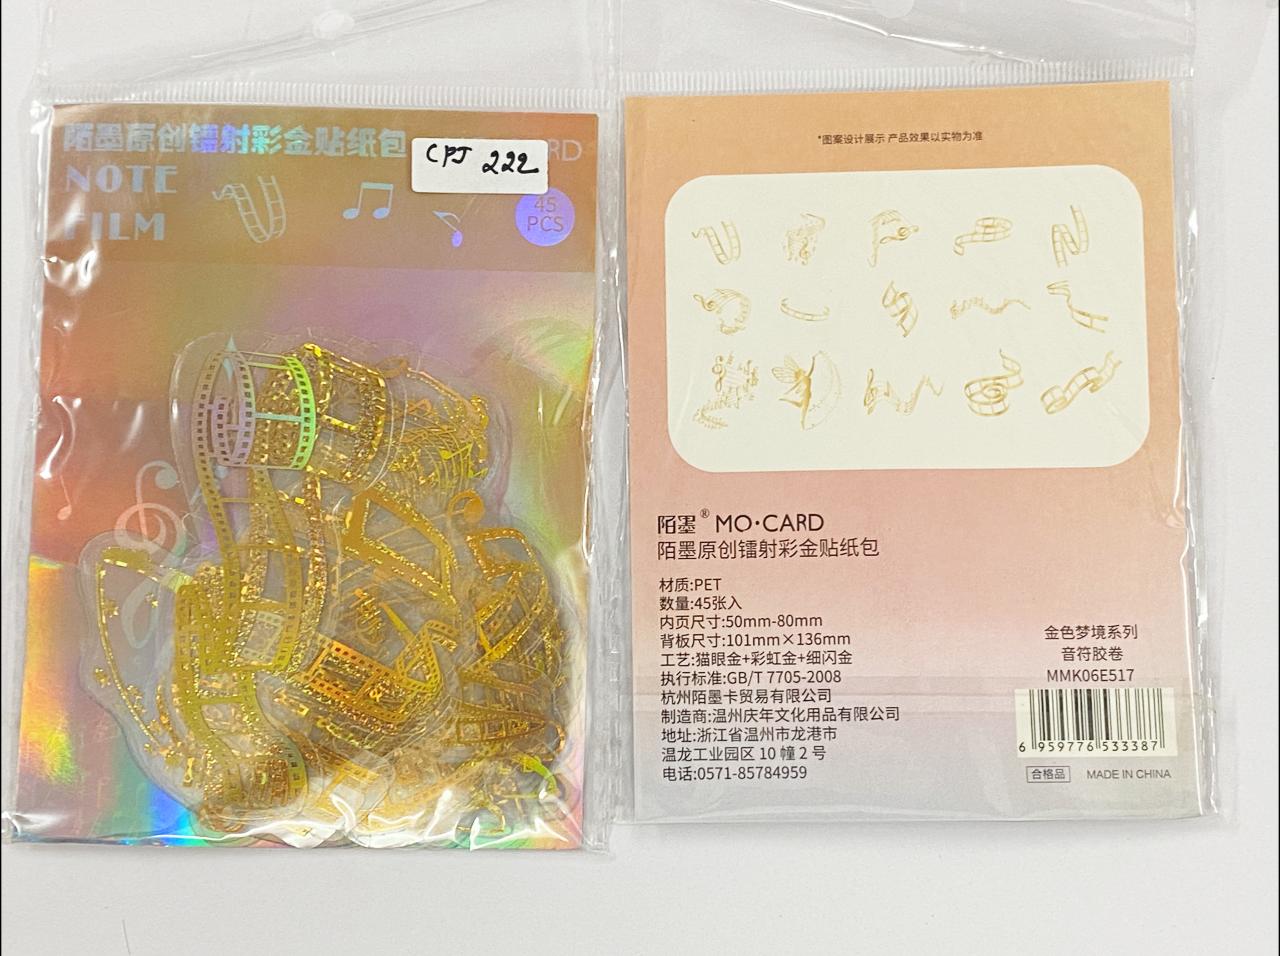 陌墨原创镭射彩金贴纸包
RD
CPJ 222
NOTE
FILM
45
PCS
*图案设计展示 产品效果以实物为准
陌墨® MO·CARD
陌墨原创镭射彩金贴纸包
材质:PET
数量:45张入
内页尺寸:50mm-80mm
背板尺寸:101mm×136mm
工艺:猫眼金+彩虹金+细闪金
执行标准:GB/T 7705-2008
杭州陌墨卡贸易有限公司
制造商:温州庆年文化用品有限公司
地址:浙江省温州市龙港市
温龙工业园区 10 幢 2 号
电话:0571-85784959
金色梦境系列
音符胶卷
MMK06E517
6 959776 533387
合格品 MADE IN CHINA